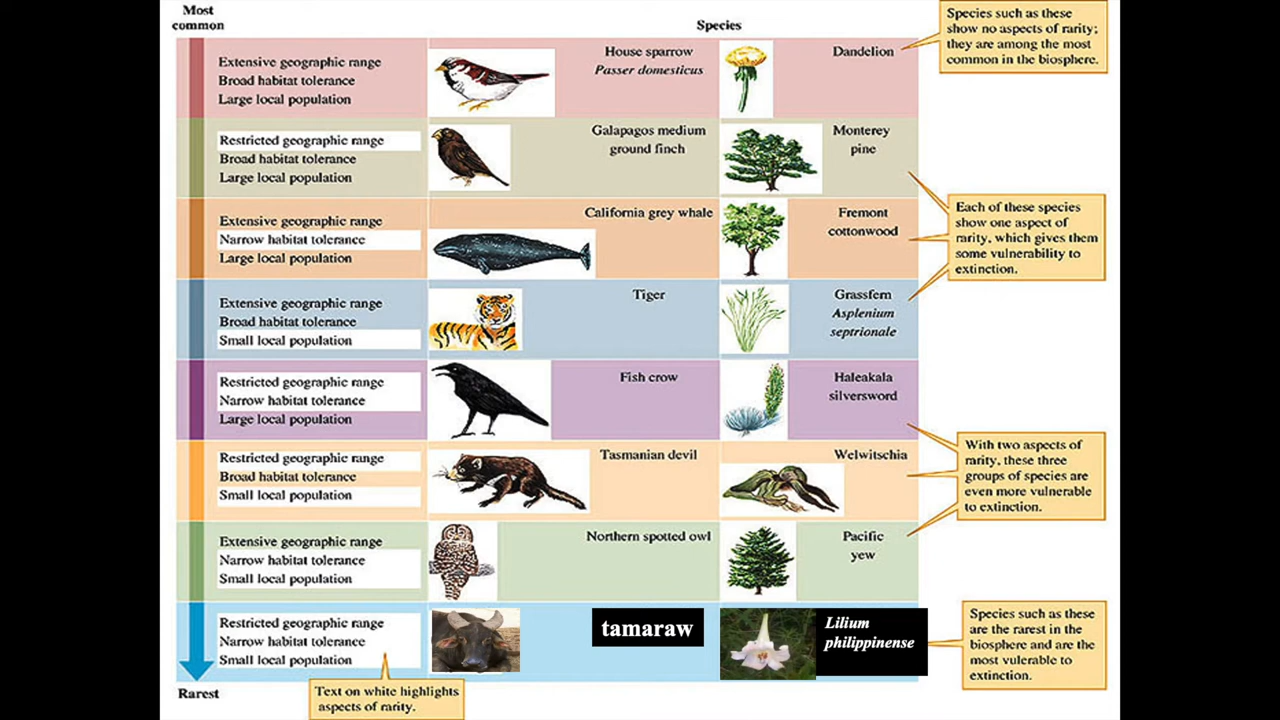 Most
common
Species
Species such as these
show no aspects of rarity;
they are among the most
common in the biosphere.
Extensive geographic range
Broad habitat tolerance
Large local population
House sparrow
Passer domesticus
Dandelion
Restricted geographic range
Broad habitat tolerance
Large local population
Galapagos medium
ground finch
Monterey
pine
Extensive geographic range
Narrow habitat tolerance
Large local population
California grey whale
Fremont
cottonwood
Each of these species
show one aspect of
rarity, which gives them
some vulnerability to
extinction.
Extensive geographic range
Broad habitat tolerance
Small local population
Tiger
Grassfern
Asplenium
septrionale
Restricted geographic range
Narrow habitat tolerance
Large local population
Fish crow
Haleakala
silversword
Restricted geographic range
Broad habitat tolerance
Small local population
Tasmanian devil
Welwitschia
With two aspects of
rarity, these three
groups of species are
even more vulnerable
to extinction.
Extensive geographic range
Narrow habitat tolerance
Small local population
Northern spotted owl
Pacific
yew
Restricted geographic range
Narrow habitat tolerance
Small local population
tamaraw
Lilium
philippinense
Species such as these
are the rarest in the
biosphere and are the
most vulerable to
extinction.
Rarest
Text on white highlights
aspects of rarity.